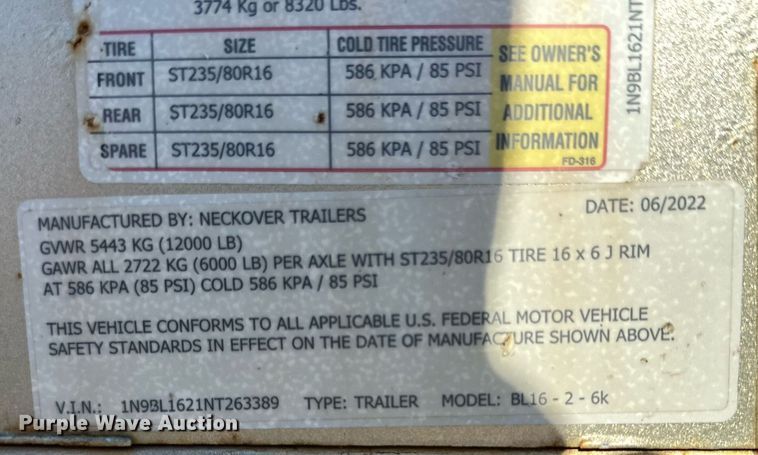 3774 Kg or 8320 Lbs.
TIRE SIZE COLD TIRE PRESSURE
FRONT ST235/80R16 586 KPA / 85 PSI
REAR ST235/80R16 586 KPA / 85 PSI
SPARE ST235/80R16 586 KPA / 85 PSI
SEE OWNER'S
MANUAL FOR
ADDITIONAL
INFORMATION
FD-316
1N9BL1621NT
MANUFACTURED BY: NECKOVER TRAILERS DATE: 06/2022
GVWR 5443 KG (12000 LB)
GAWR ALL 2722 KG (6000 LB) PER AXLE WITH ST235/80R16 TIRE 16 x 6 J RIM
AT 586 KPA (85 PSI) COLD 586 KPA / 85 PSI
THIS VEHICLE CONFORMS TO ALL APPLICABLE U.S. FEDERAL MOTOR VEHICLE
SAFETY STANDARDS IN EFFECT ON THE DATE OF MANUFACTURE SHOWN ABOVE.
V.I.N.: 1N9BL1621NT263389 TYPE: TRAILER MODEL: BL16 - 2 - 6k
Purple Wave Auction